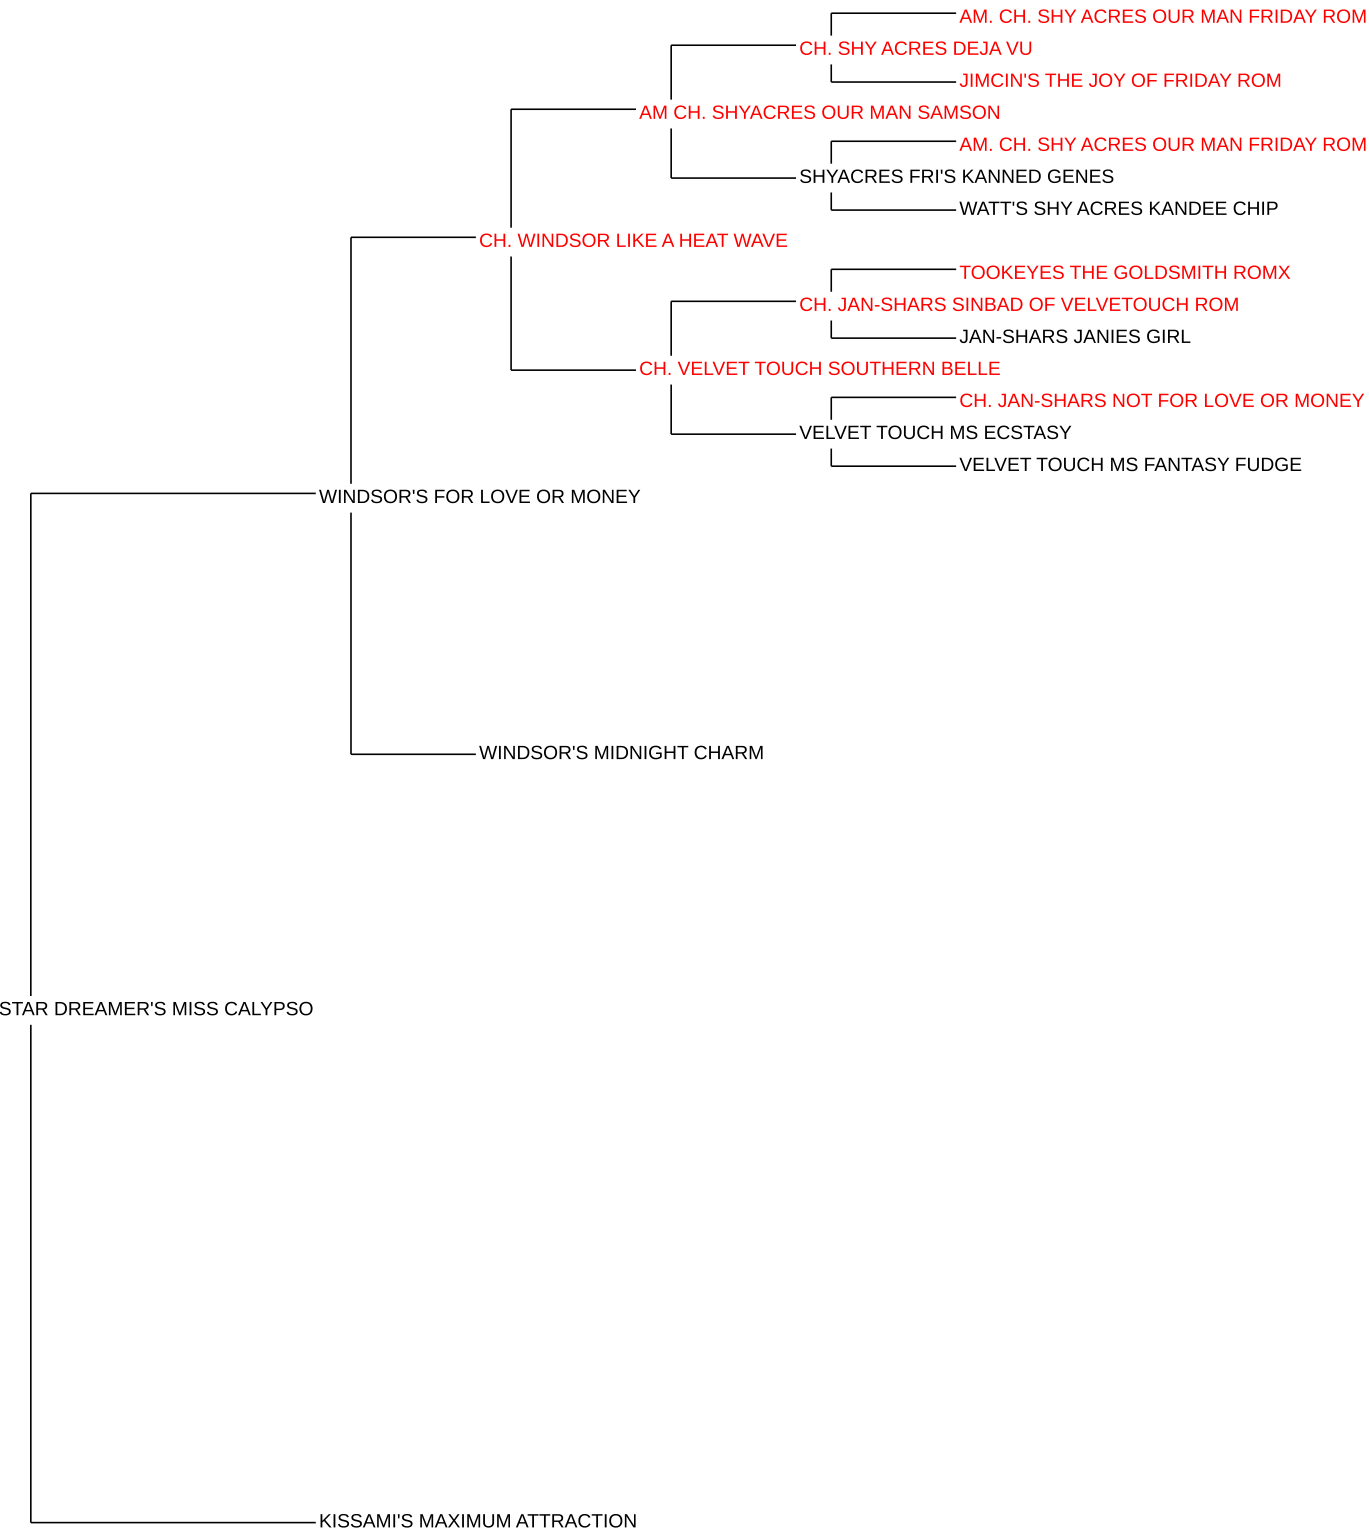 AM. CH. SHY ACRES OUR MAN FRIDAY ROM
CH. SHY ACRES DEJA VU
JIMCIN'S THE JOY OF FRIDAY ROM
AM CH. SHYACRES OUR MAN SAMSON
AM. CH. SHY ACRES OUR MAN FRIDAY ROM
SHYACRES FRI'S KANNED GENES
WATT'S SHY ACRES KANDEE CHIP
CH. WINDSOR LIKE A HEAT WAVE
TOOKEYES THE GOLDSMITH ROMX
CH. JAN-SHARS SINBAD OF VELVETOUCH ROM
JAN-SHARS JANIES GIRL
CH. VELVET TOUCH SOUTHERN BELLE
CH. JAN-SHARS NOT FOR LOVE OR MONEY
VELVET TOUCH MS ECSTASY
VELVET TOUCH MS FANTASY FUDGE
WINDSOR'S FOR LOVE OR MONEY
WINDSOR'S MIDNIGHT CHARM
STAR DREAMER'S MISS CALYPSO
KISSAMI'S MAXIMUM ATTRACTION